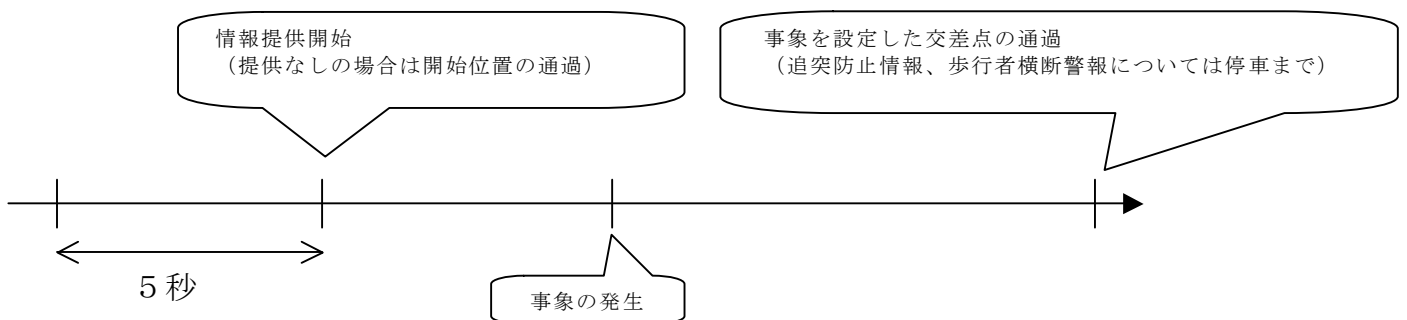 情報提供開始
（提供なしの場合は開始位置の通過）
事象を設定した交差点の通過
（追突防止情報、歩行者横断警報については停車まで）
５秒
事象の発生